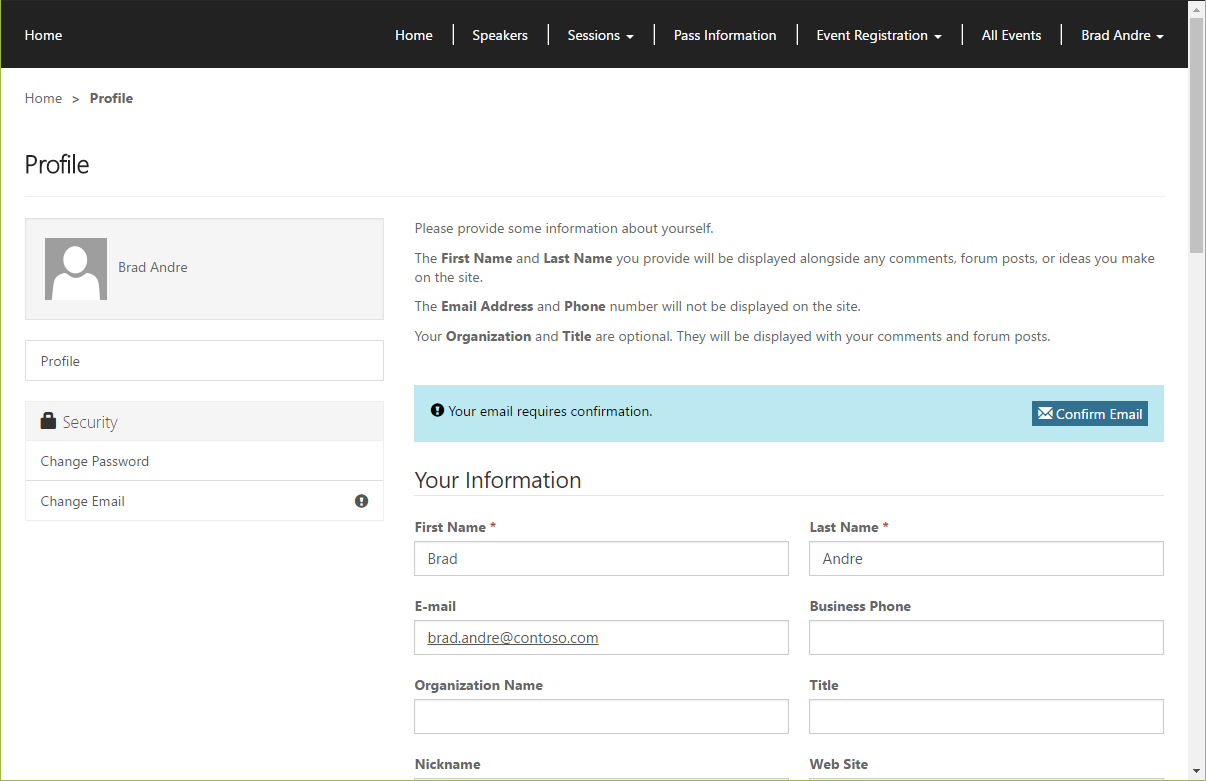 Home Home Speakers Sessions Pass Information Event Registration All Events Brad Andre
Home > Profile
Profile
Brad Andre
Profile
Security
Change Password
Change Email
Please provide some information about yourself.
The First Name and Last Name you provide will be displayed alongside any comments, forum posts, or ideas you make
on the site.
The Email Address and Phone number will not be displayed on the site.
Your Organization and Title are optional. They will be displayed with your comments and forum posts.
Your email requires confirmation. Confirm Email
Your Information
First Name * Last Name *
Brad Andre
E-mail Business Phone
brad.andre@contoso.com
Organization Name Title
Nickname Web Site